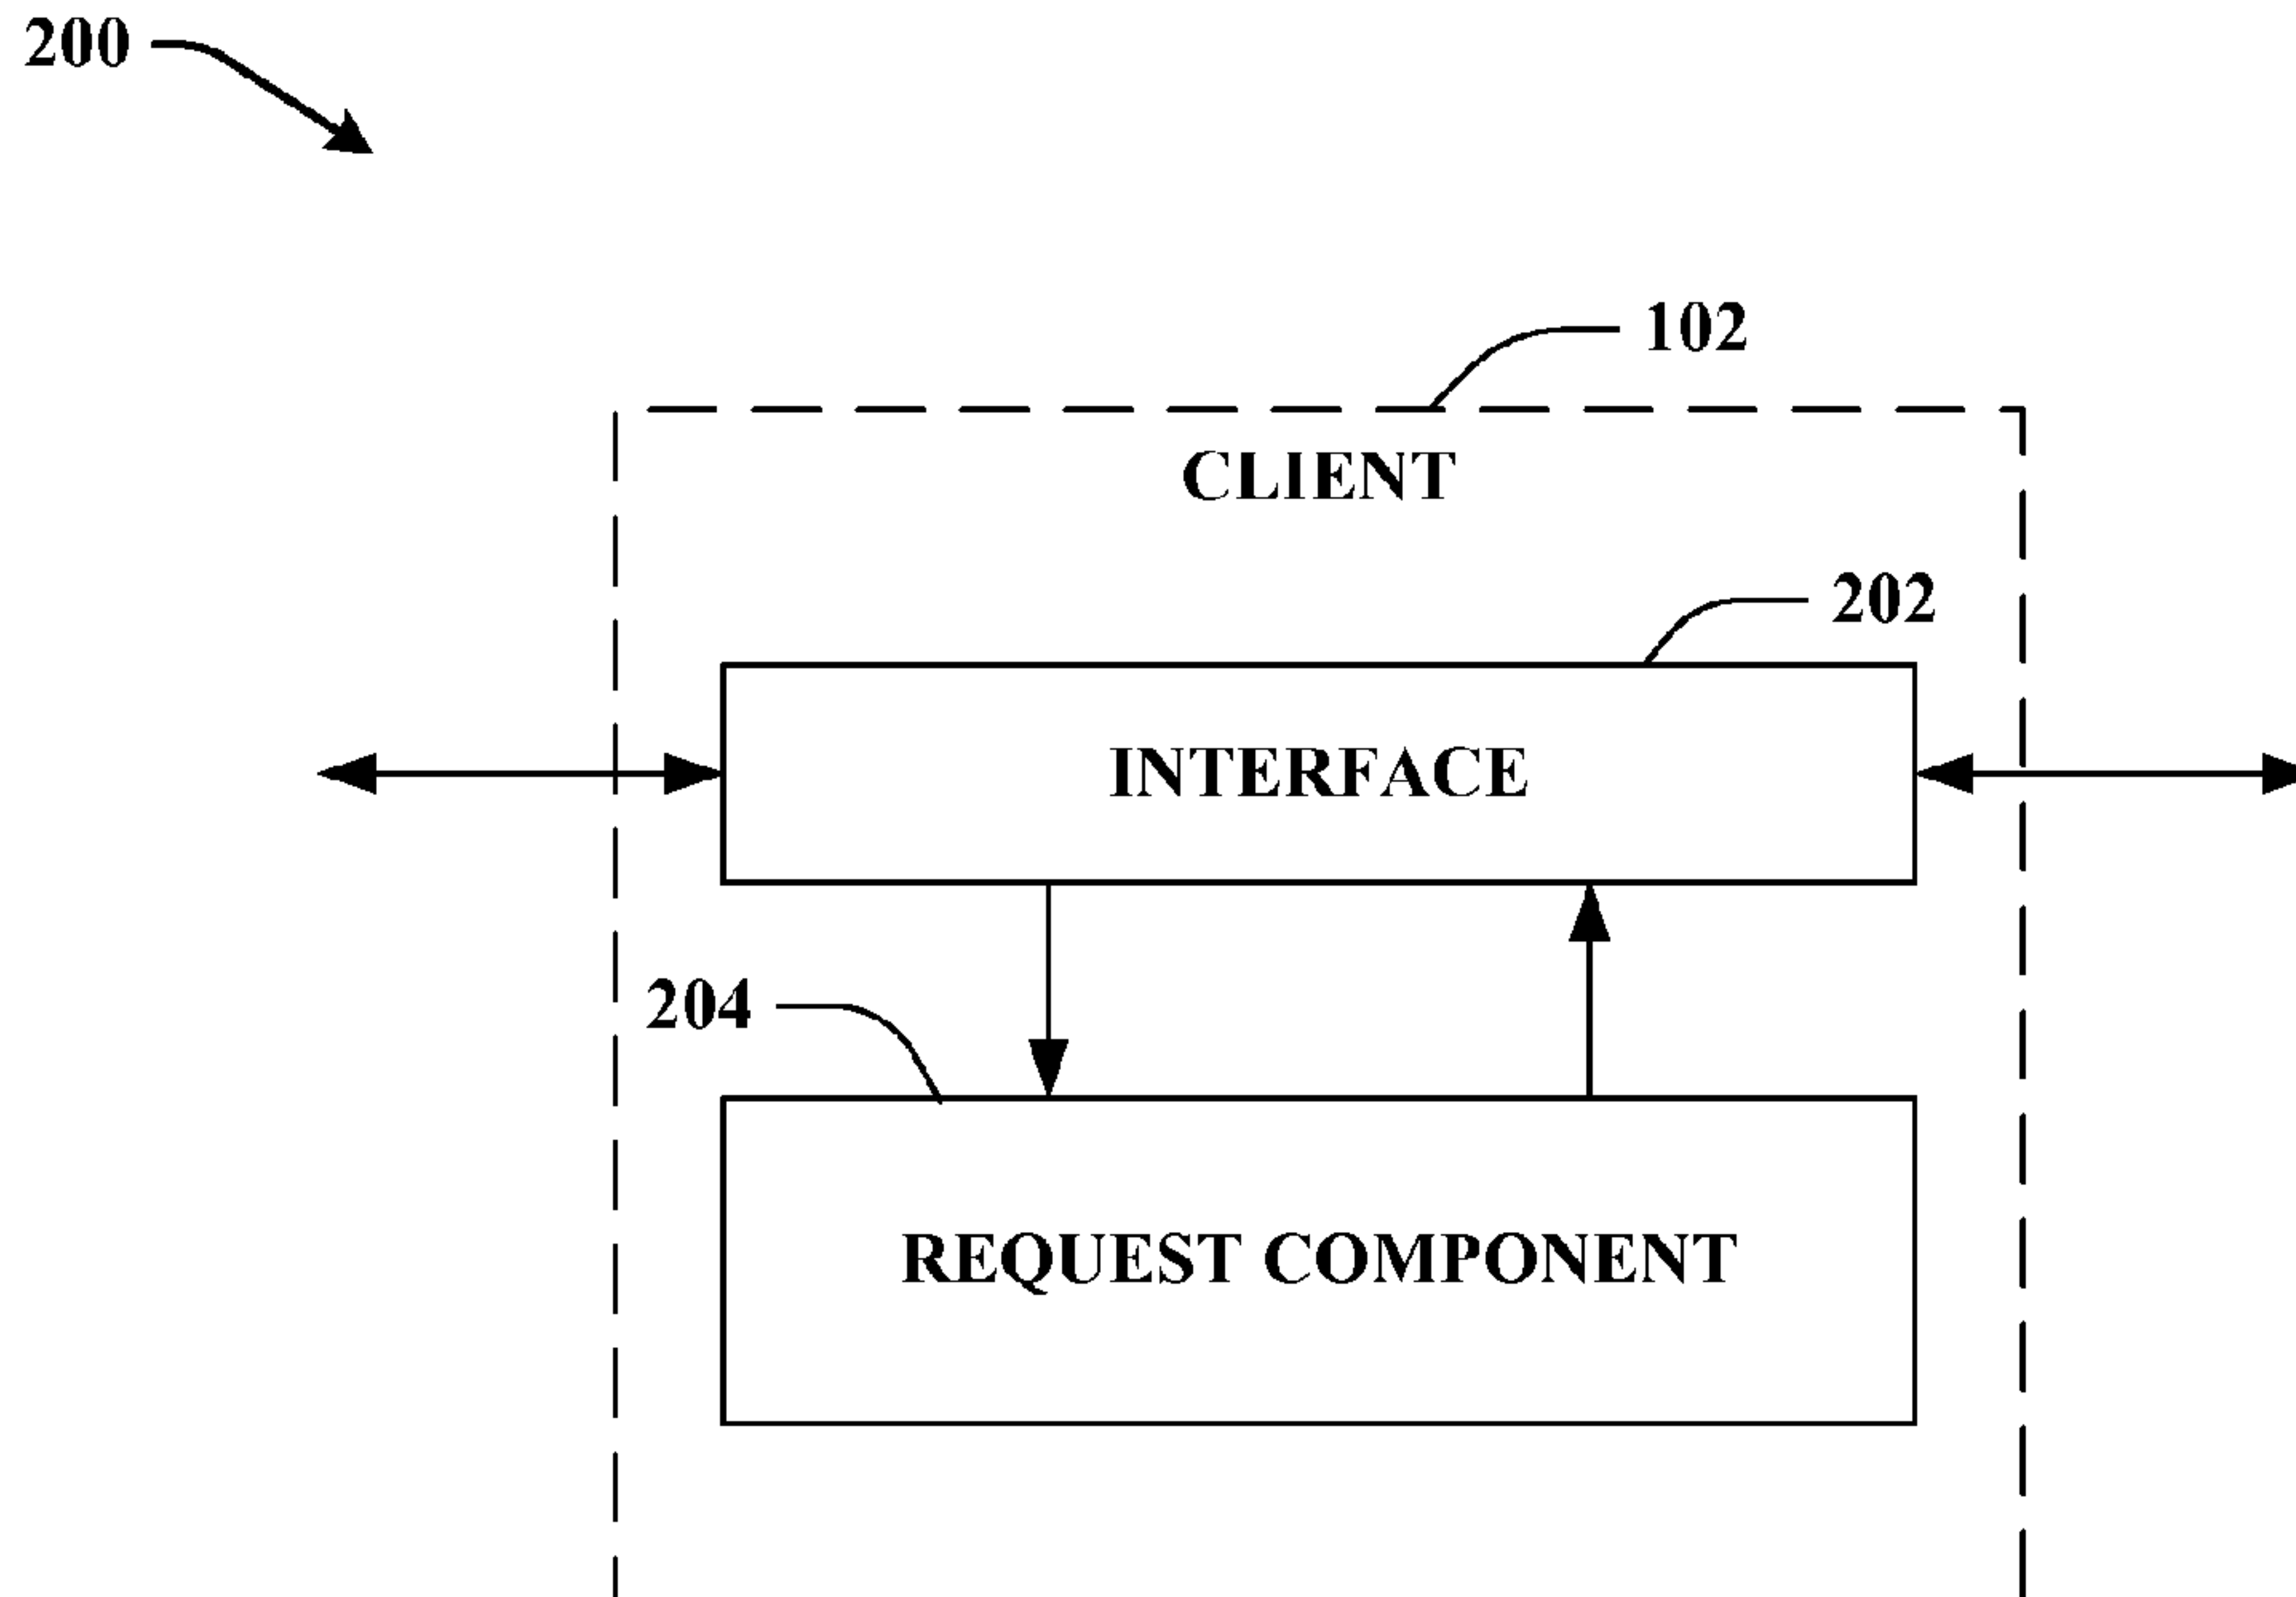 200
102
CLIENT
202
INTERFACE
204
REQUEST COMPONENT